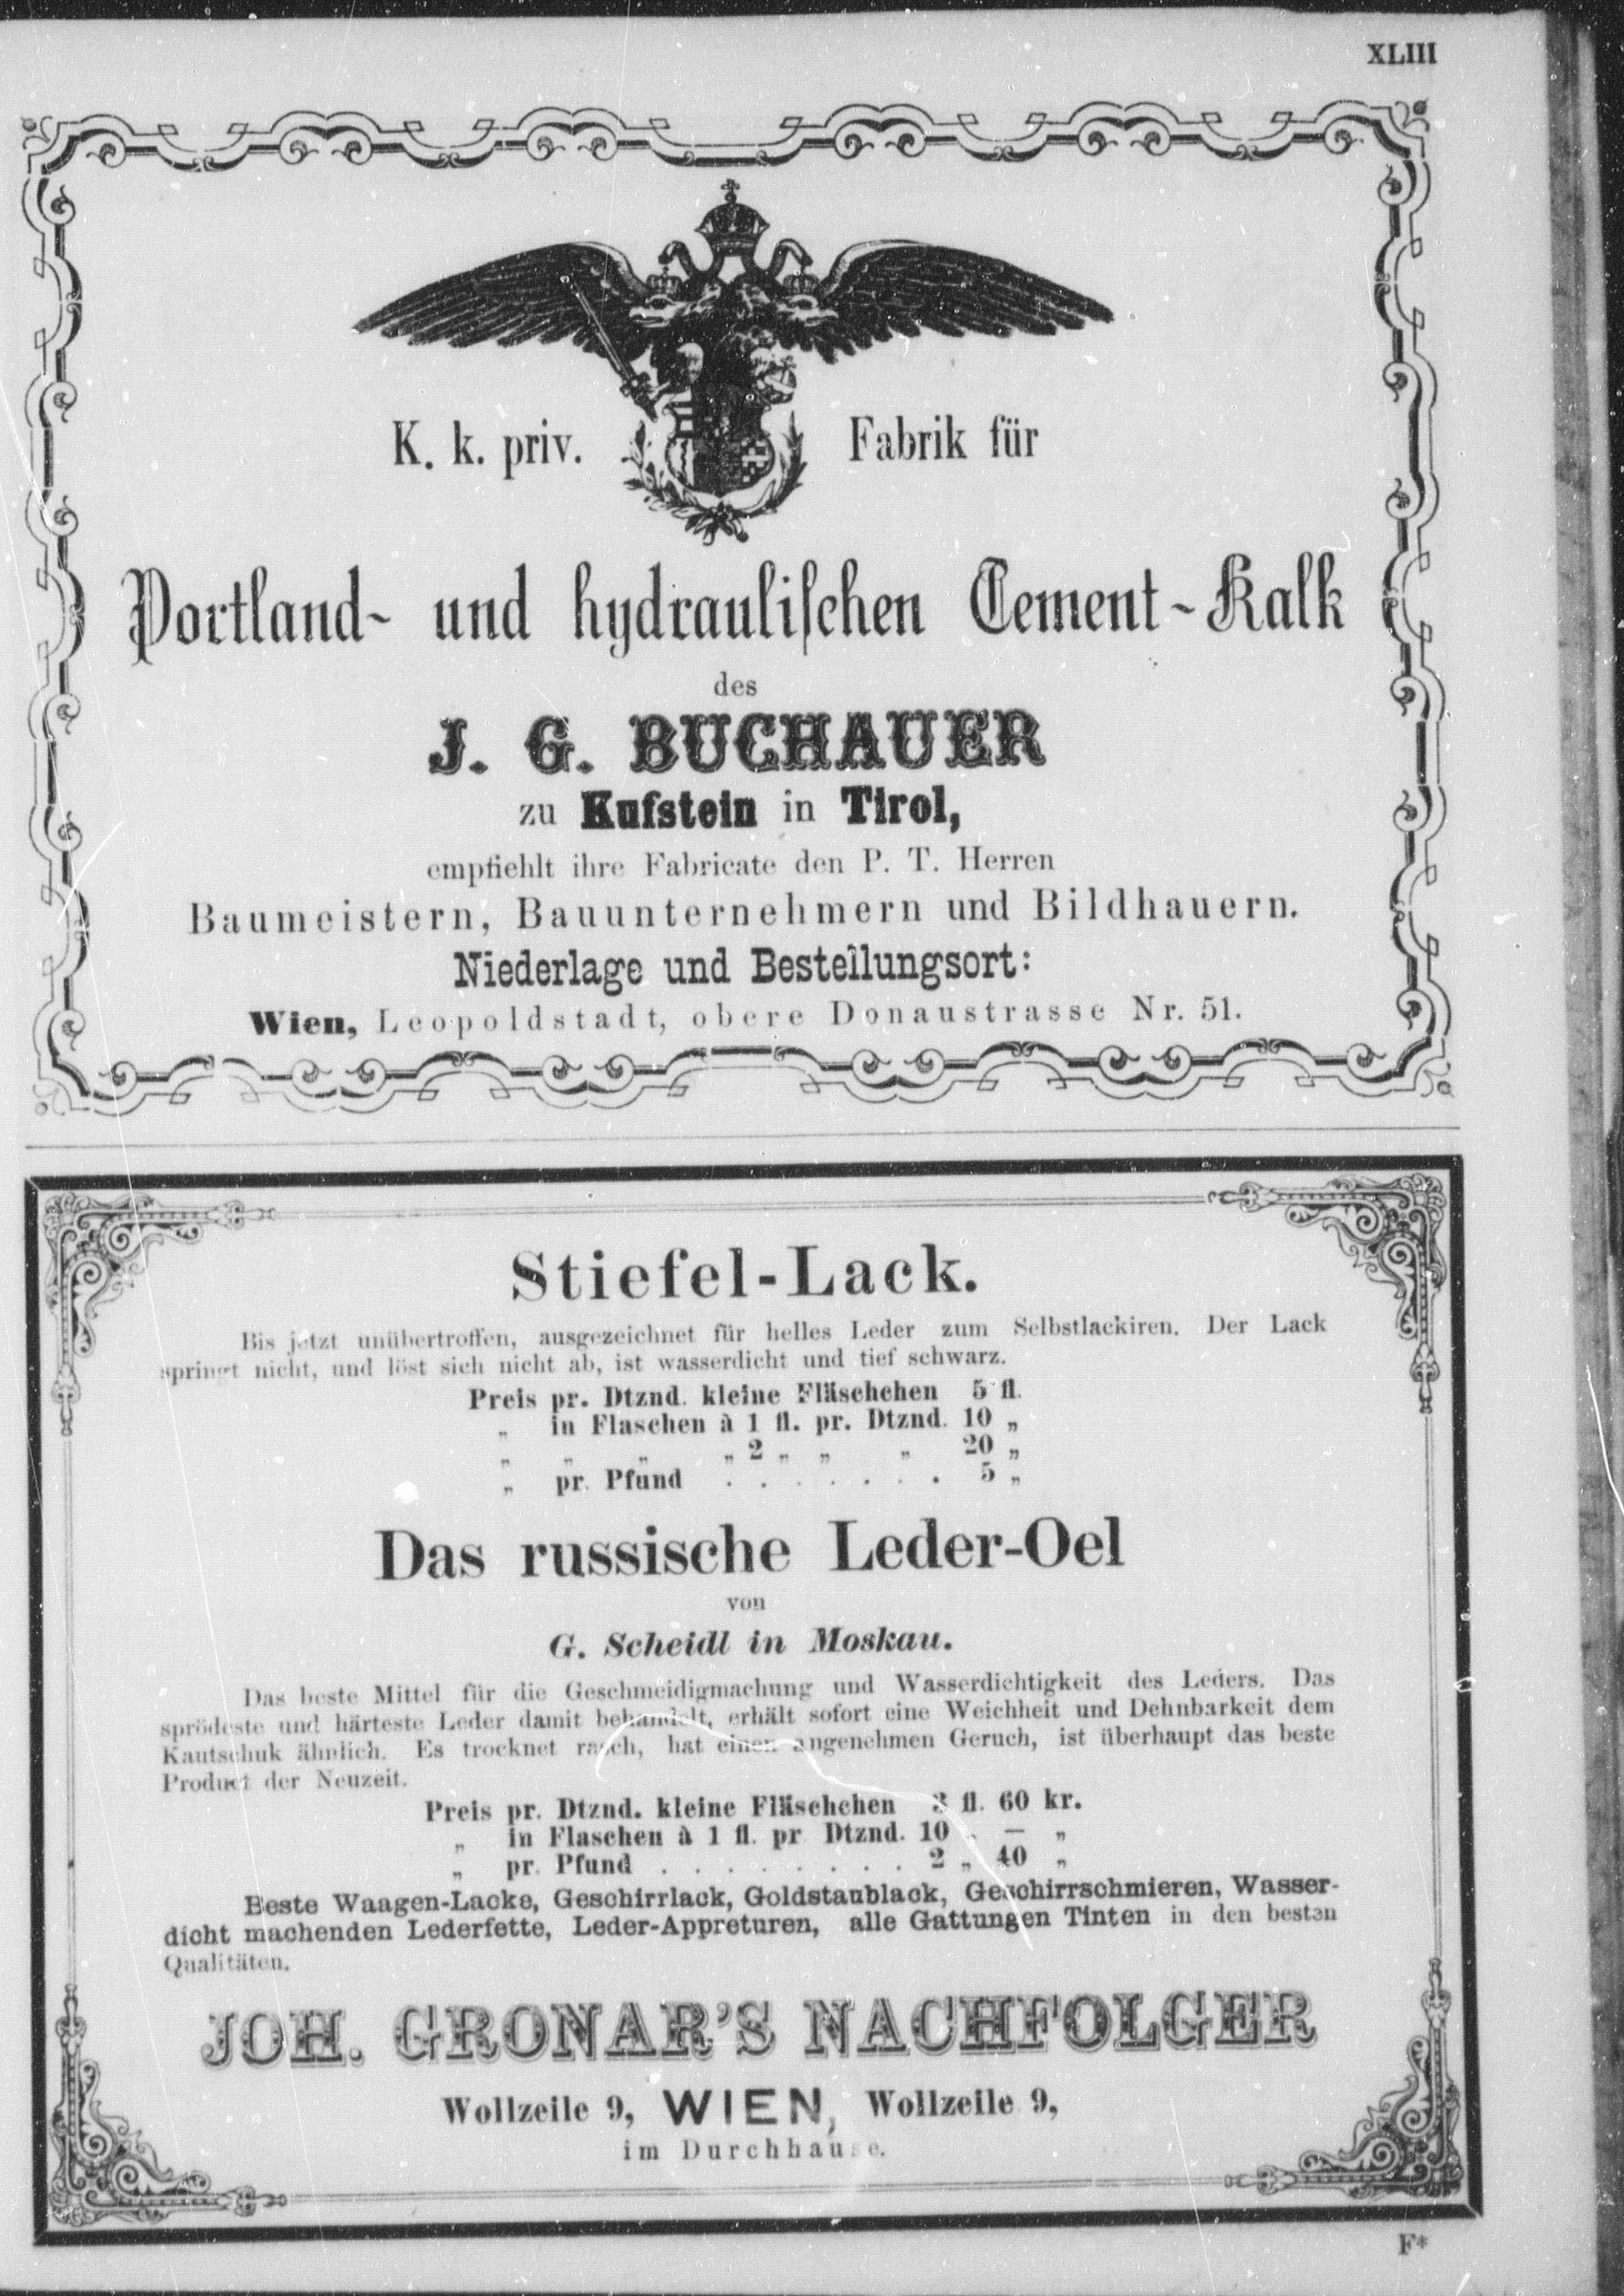 XLIII
K. k. priv. Fabrik für
Portland- und hydraulischen Cement-Kalk
des
J. G. BUCHAUER
zu Kufstein in Tirol,
empfiehlt ihre Fabricate den P. T. Herren
Baumeistern, Bauunternehmern und Bildhauern.
Niederlage und Bestellungsort:
Wien, Leopoldstadt, obere Donaustrasse Nr. 51.
Stiefel-Lack.
Bis jetzt unübertroffen, ausgezeichnet für helles Leder zum Selbstlackiren. Der Lack
springt nicht, und löst sich nicht ab, ist wasserdicht und tief schwarz.
Preis pr. Dtznd. kleine Fläschchen 5 fl.
„ in Flaschen à 1 fl. pr. Dtznd. 10 „
„ „ „ „ 2 „ „ „ 20 „
„ pr. Pfund . . . . . . . 5 „
Das russische Leder-Oel
von
G. Scheidl in Moskau.
Das beste Mittel für die Geschmeidigmachung und Wasserdichtigkeit des Leders. Das
sprödeste und härteste Leder damit behandelt, erhält sofort eine Weichheit und Dehnbarkeit dem
Kautschuk ähnlich. Es trocknet rasch, hat einen angenehmen Geruch, ist überhaupt das beste
Product der Neuzeit.
Preis pr. Dtznd. kleine Fläschchen 3 fl. 60 kr.
„ in Flaschen à 1 fl. pr Dtznd. 10 „ — „
„ pr. Pfund . . . . . . . . 2 „ 40 „
Beste Waagen-Lacke, Geschirrlack, Goldstaublack, Geschirrschmieren, Wasser-
dicht machenden Lederfette, Leder-Appreturen, alle Gattungen Tinten in den besten
Qualitäten.
JOH. GRONAR'S NACHFOLGER
Wollzeile 9, WIEN, Wollzeile 9,
im Durchhause.
F*